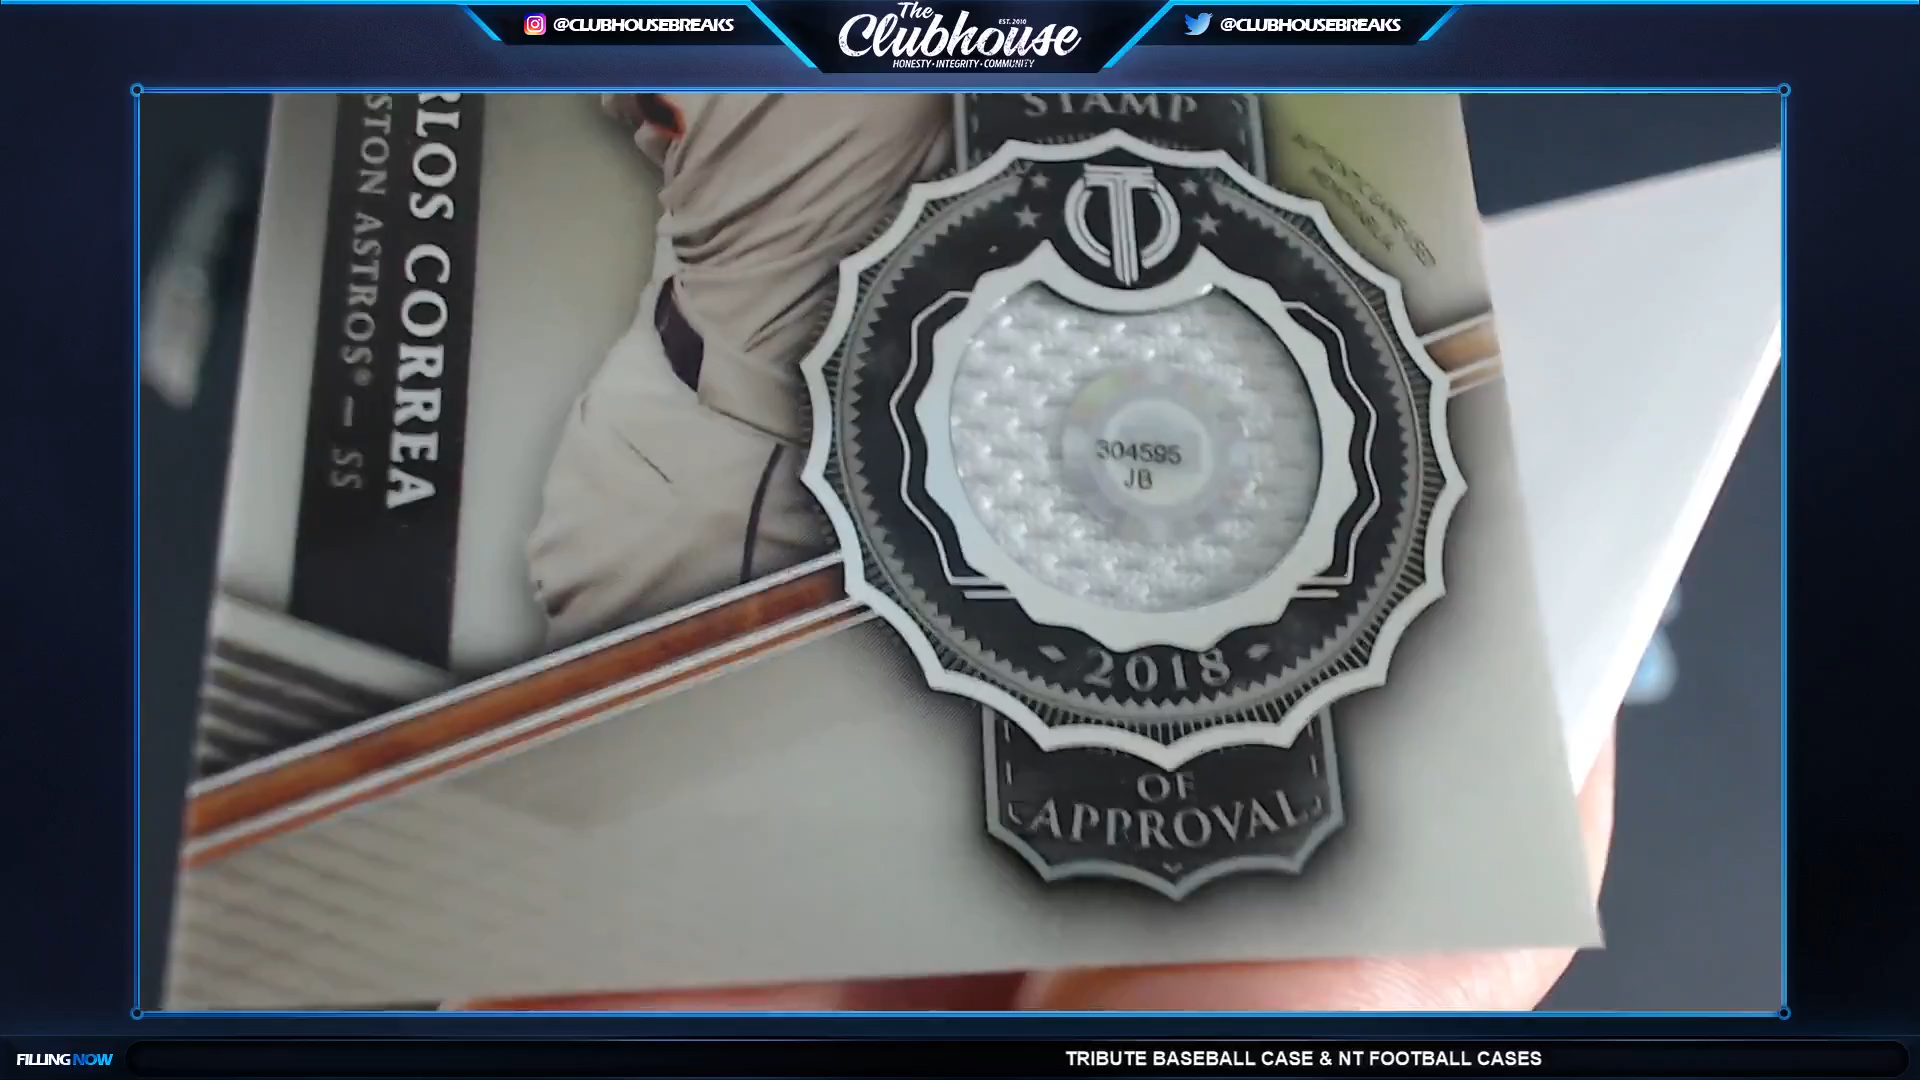 @CLUBHOUSEBREAKS
The
Clubhouse
EST. 2010
HONESTY • INTEGRITY • COMMUNITY
@CLUBHOUSEBREAKS
RLOS CORREA
STON ASTROS® — SS
STAMP
T
304595
JB
2018
OF
APPROVAL
FILLING NOW
TRIBUTE BASEBALL CASE & NT FOOTBALL CASES